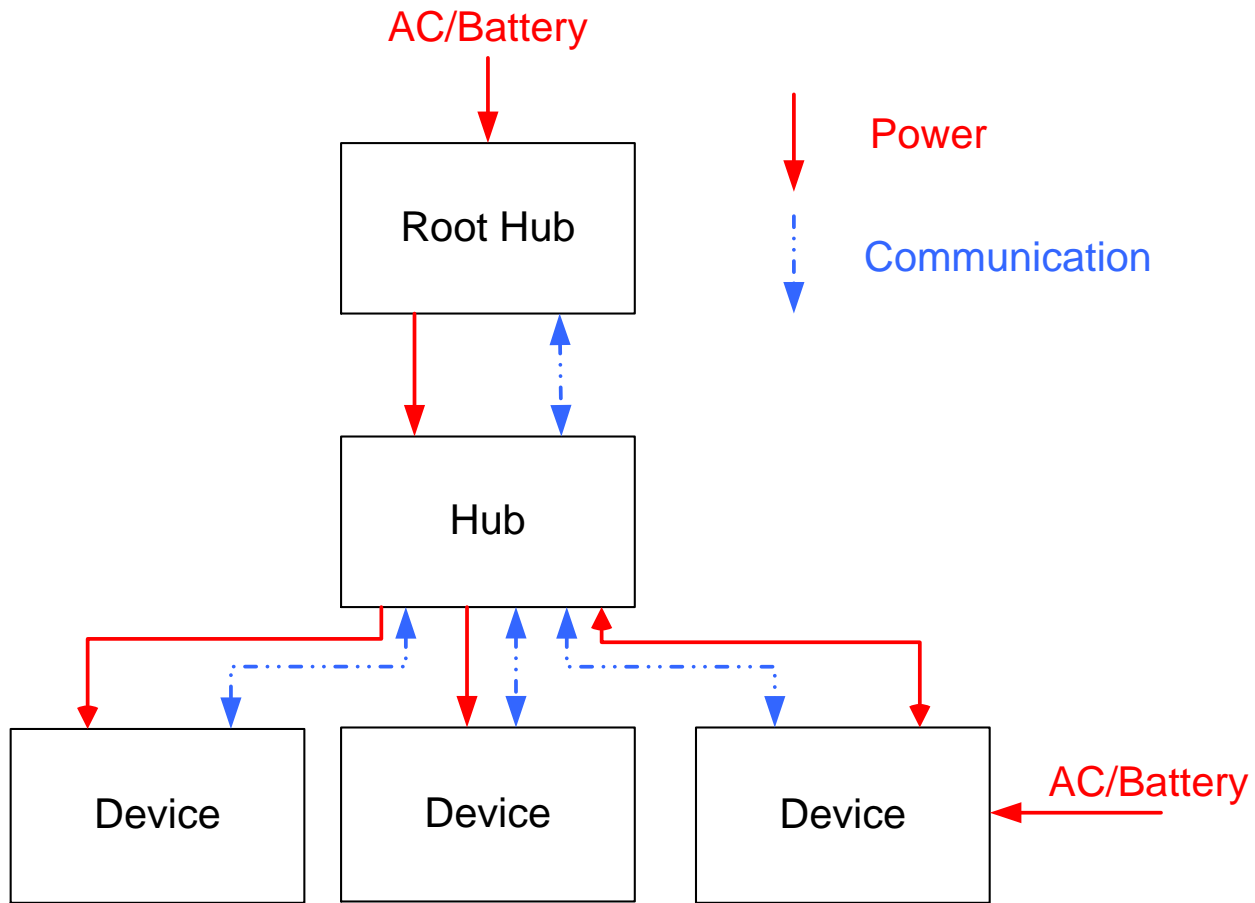 AC/Battery
Power
Root Hub
Communication
Hub
Device
Device
Device
AC/Battery